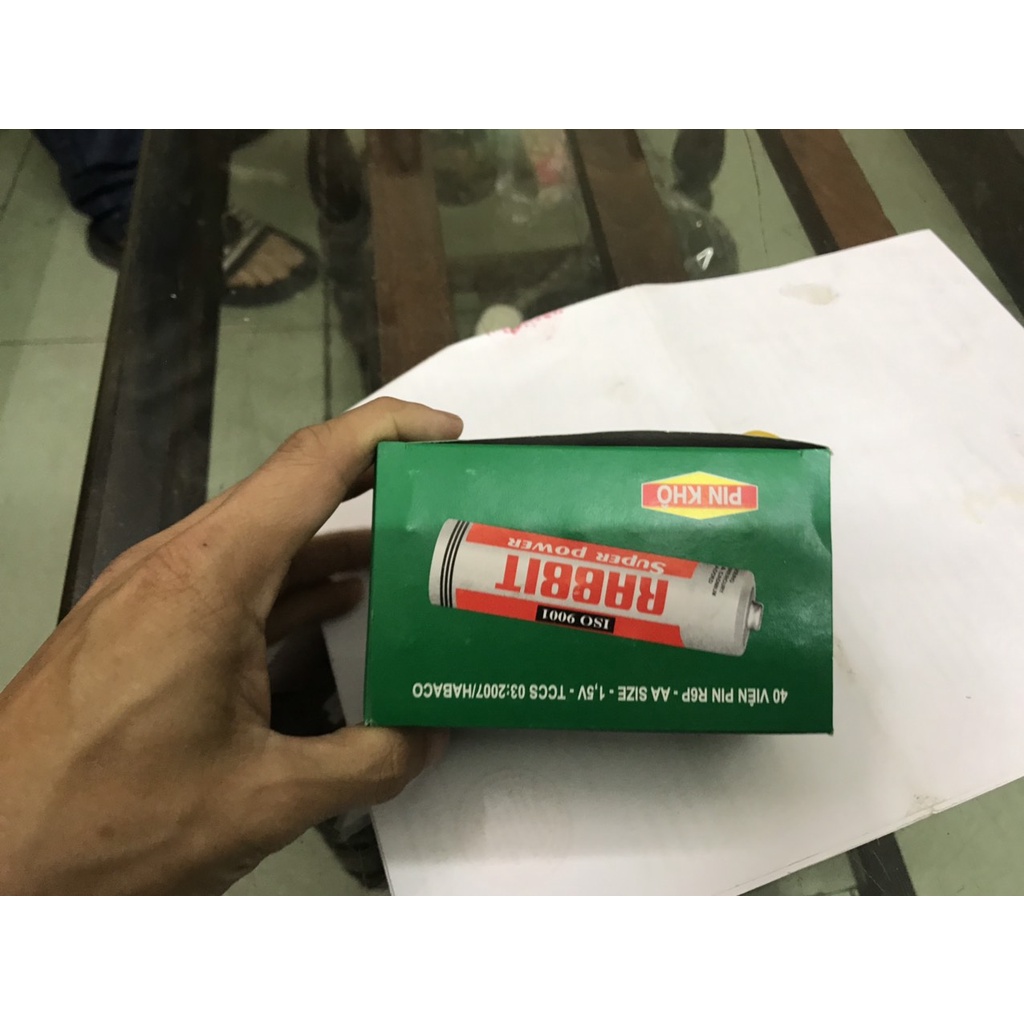 40 VIÊN PIN R6P - AA SIZE - 1,5V - TCCS 03:2007/HABACO
ISO 9001
RABBIT
Super power
PIN KHÔ